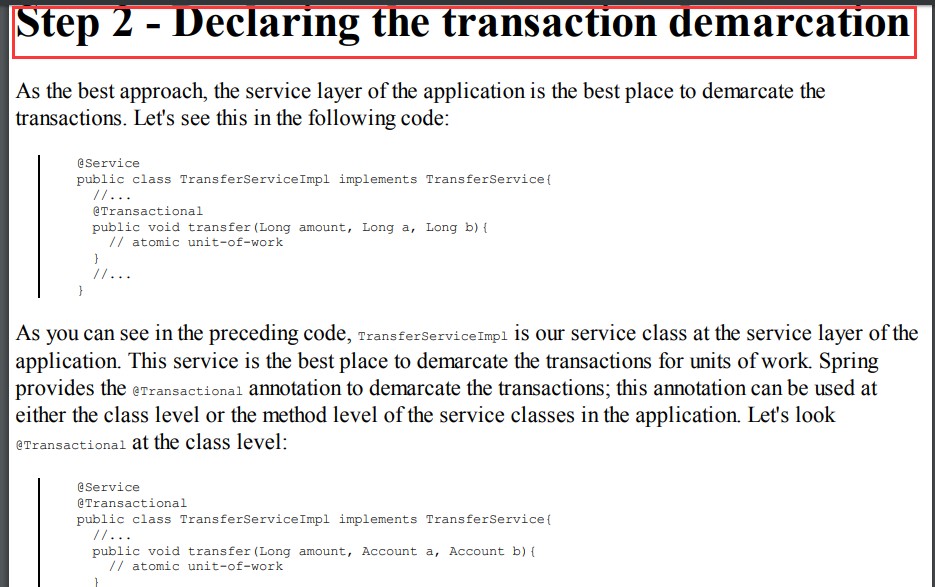 Step 2 - Declaring the transaction demarcation
As the best approach, the service layer of the application is the best place to demarcate the
transactions. Let's see this in the following code:
@Service
public class TransferServiceImpl implements TransferService{
//...
@Transactional
public void transfer(Long amount, Long a, Long b){
// atomic unit-of-work
}
//...
}
As you can see in the preceding code, TransferServiceImpl is our service class at the service layer of the
application. This service is the best place to demarcate the transactions for units of work. Spring
provides the @Transactional annotation to demarcate the transactions; this annotation can be used at
either the class level or the method level of the service classes in the application. Let's look
@Transactional at the class level:
@Service
@Transactional
public class TransferServiceImpl implements TransferService{
//...
public void transfer(Long amount, Account a, Account b){
// atomic unit-of-work
}